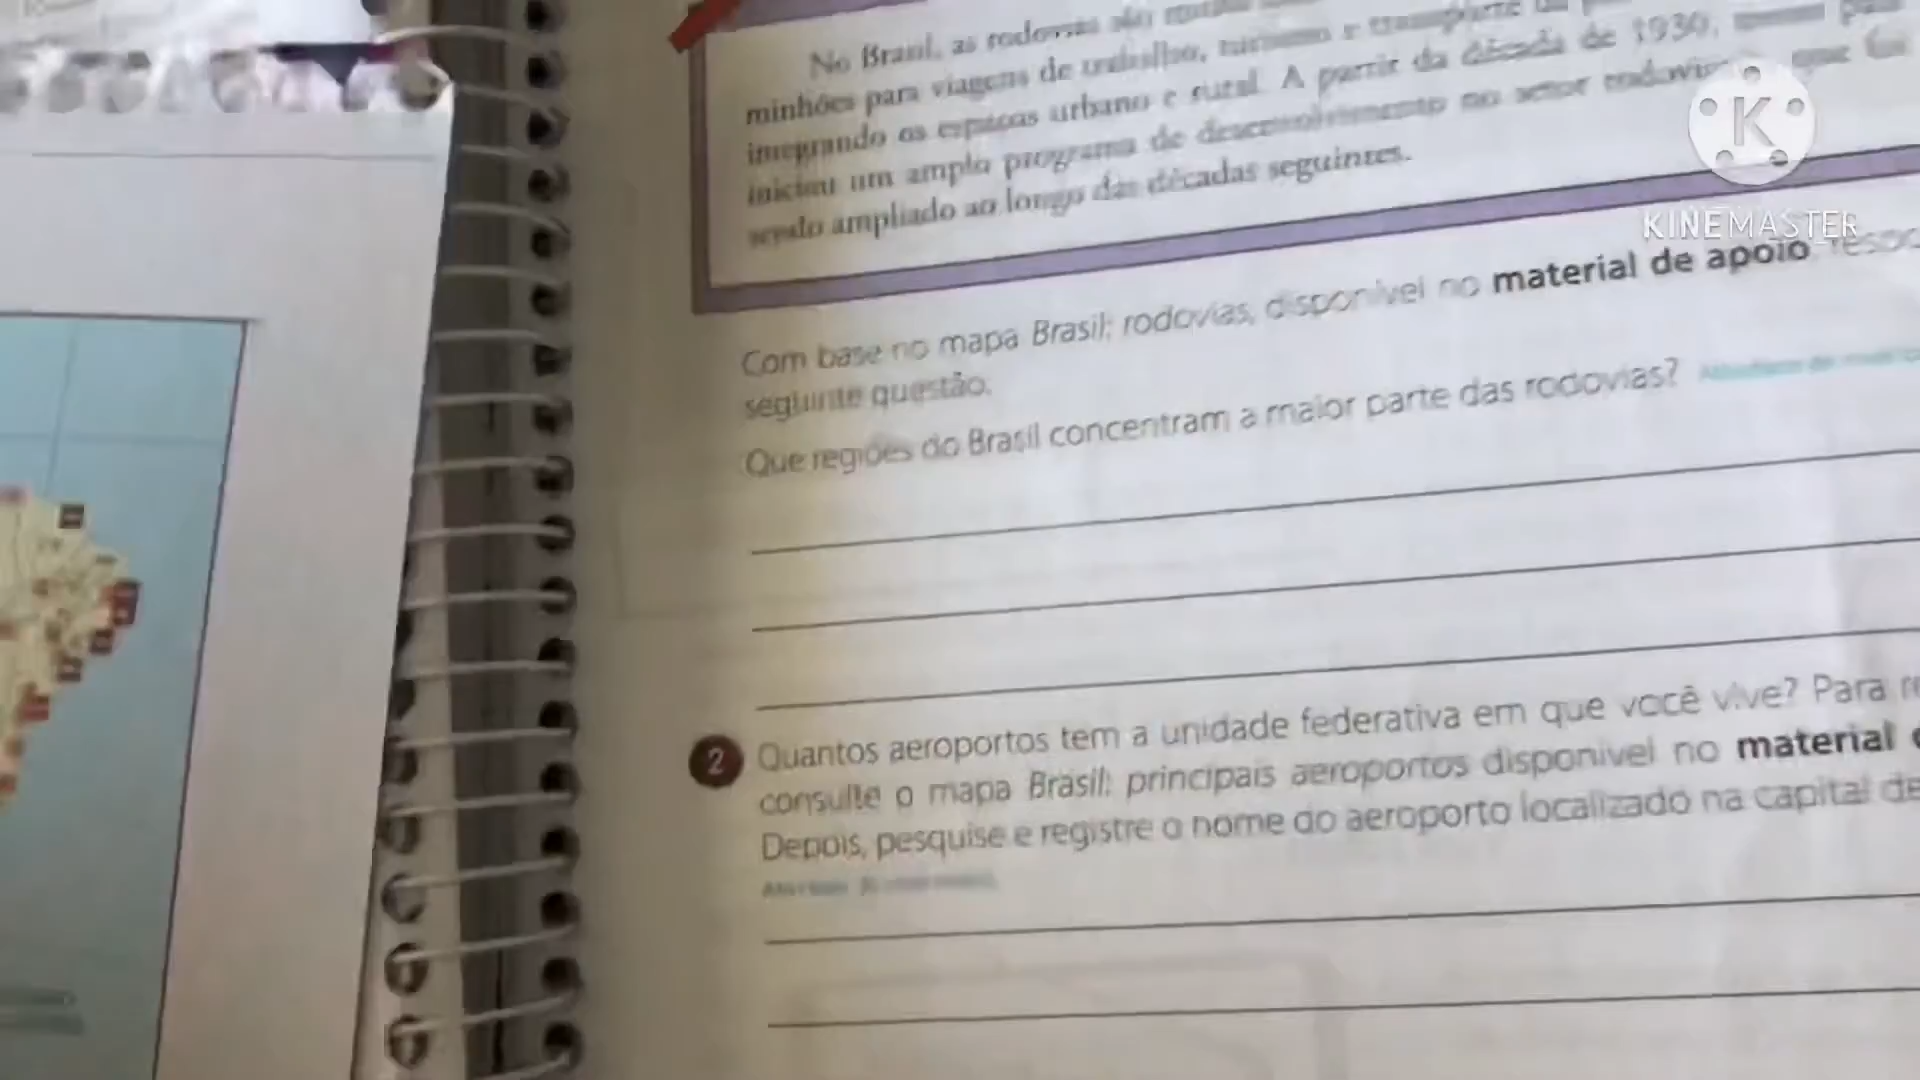 No Brasil, as rodovias são
minhões para viagens de trabalho, turismo e transporte
integrando os espaços urbano e rural. A partir da década de 1930,
iniciou um amplo programa de desenvolvimento no setor rodoviário, que foi
sendo ampliado ao longo das décadas seguintes.
KINEMASTER
Com base no mapa Brasil: rodovias, disponível no material de apoio,
seguinte questão.
Que regiões do Brasil concentram a maior parte das rodovias?
2 Quantos aeroportos tem a unidade federativa em que você vive? Para
consulte o mapa Brasil: principais aeroportos disponível no material
Depois, pesquise e registre o nome do aeroporto localizado na capital de